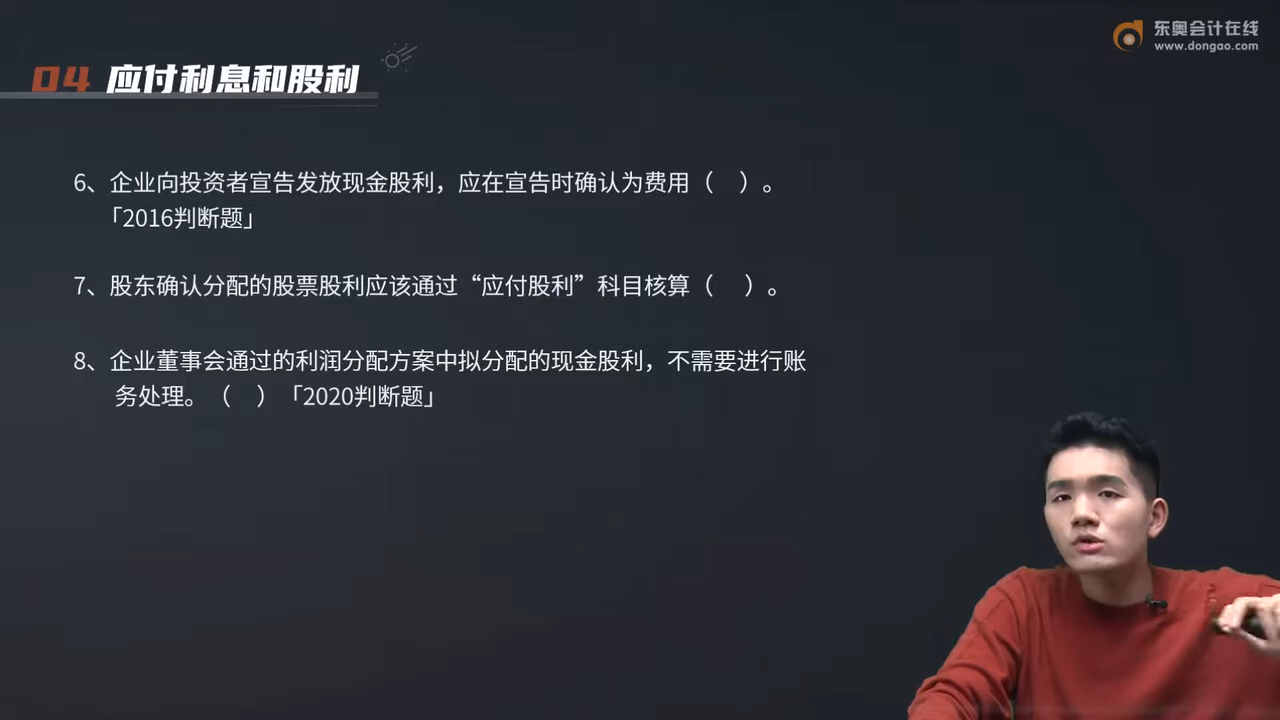 东奥会计在线
www.dongao.com
04 应付利息和股利
6、企业向投资者宣告发放现金股利，应在宣告时确认为费用（ ）。
「2016判断题」
7、股东确认分配的股票股利应该通过“应付股利”科目核算（ ）。
8、企业董事会通过的利润分配方案中拟分配的现金股利，不需要进行账
务处理。（ ）「2020判断题」